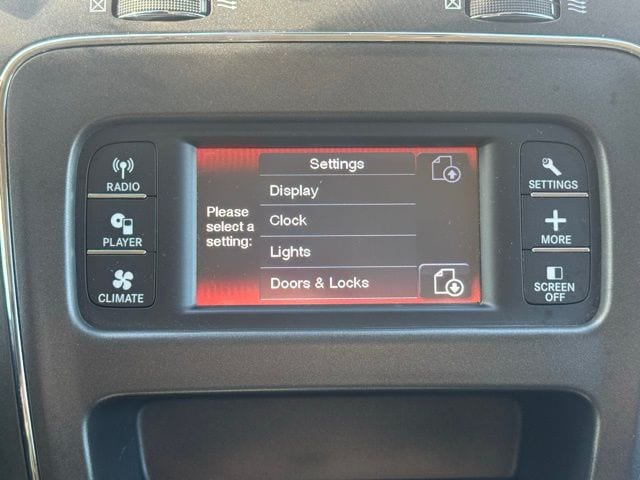 RADIO
PLAYER
CLIMATE
Settings
Please
select a
setting:
Display
Clock
Lights
Doors & Locks
SETTINGS
MORE
SCREEN
OFF